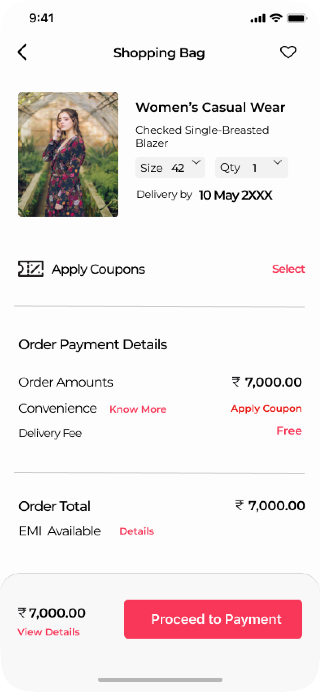 9:41
Shopping Bag
Women's Casual Wear
Checked Single-Breasted
Blazer
Size 42 Qty 1
Delivery by 10 May 2XXX
Apply Coupons Select
Order Payment Details
Order Amounts ₹ 7,000.00
Convenience Know More Apply Coupon
Delivery Fee Free
Order Total ₹ 7,000.00
EMI Available Details
₹ 7,000.00
View Details
Proceed to Payment